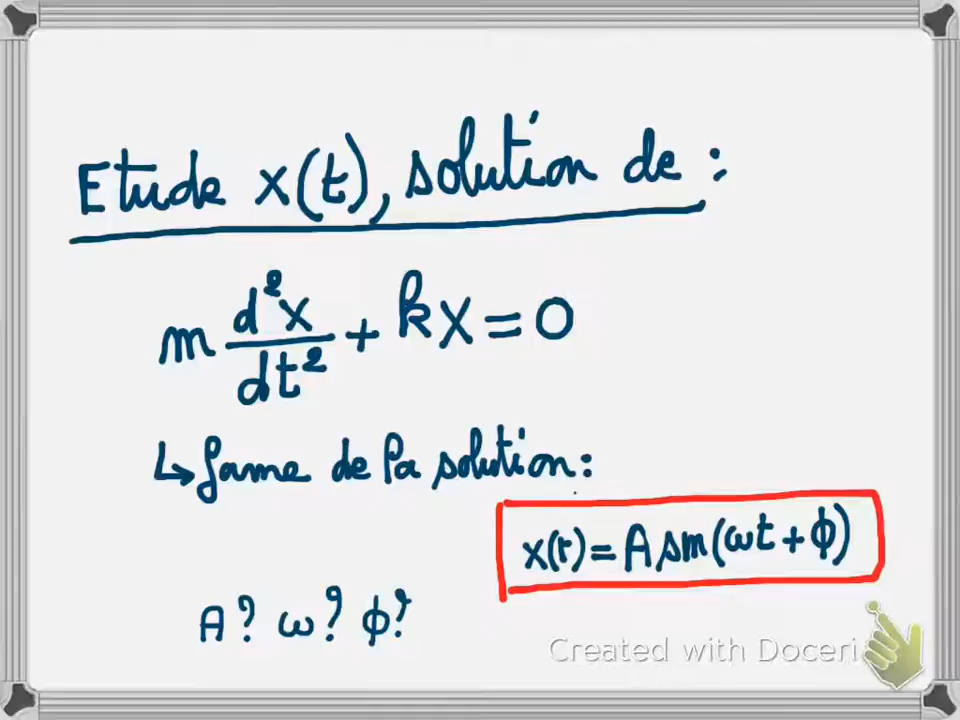 Etude x(t), solution de :
m d²x/dt² + kx = 0
↳ forme de la solution :
x(t) = A sin(ωt + ϕ)
A ? ω ? ϕ ?
Created with Doceri